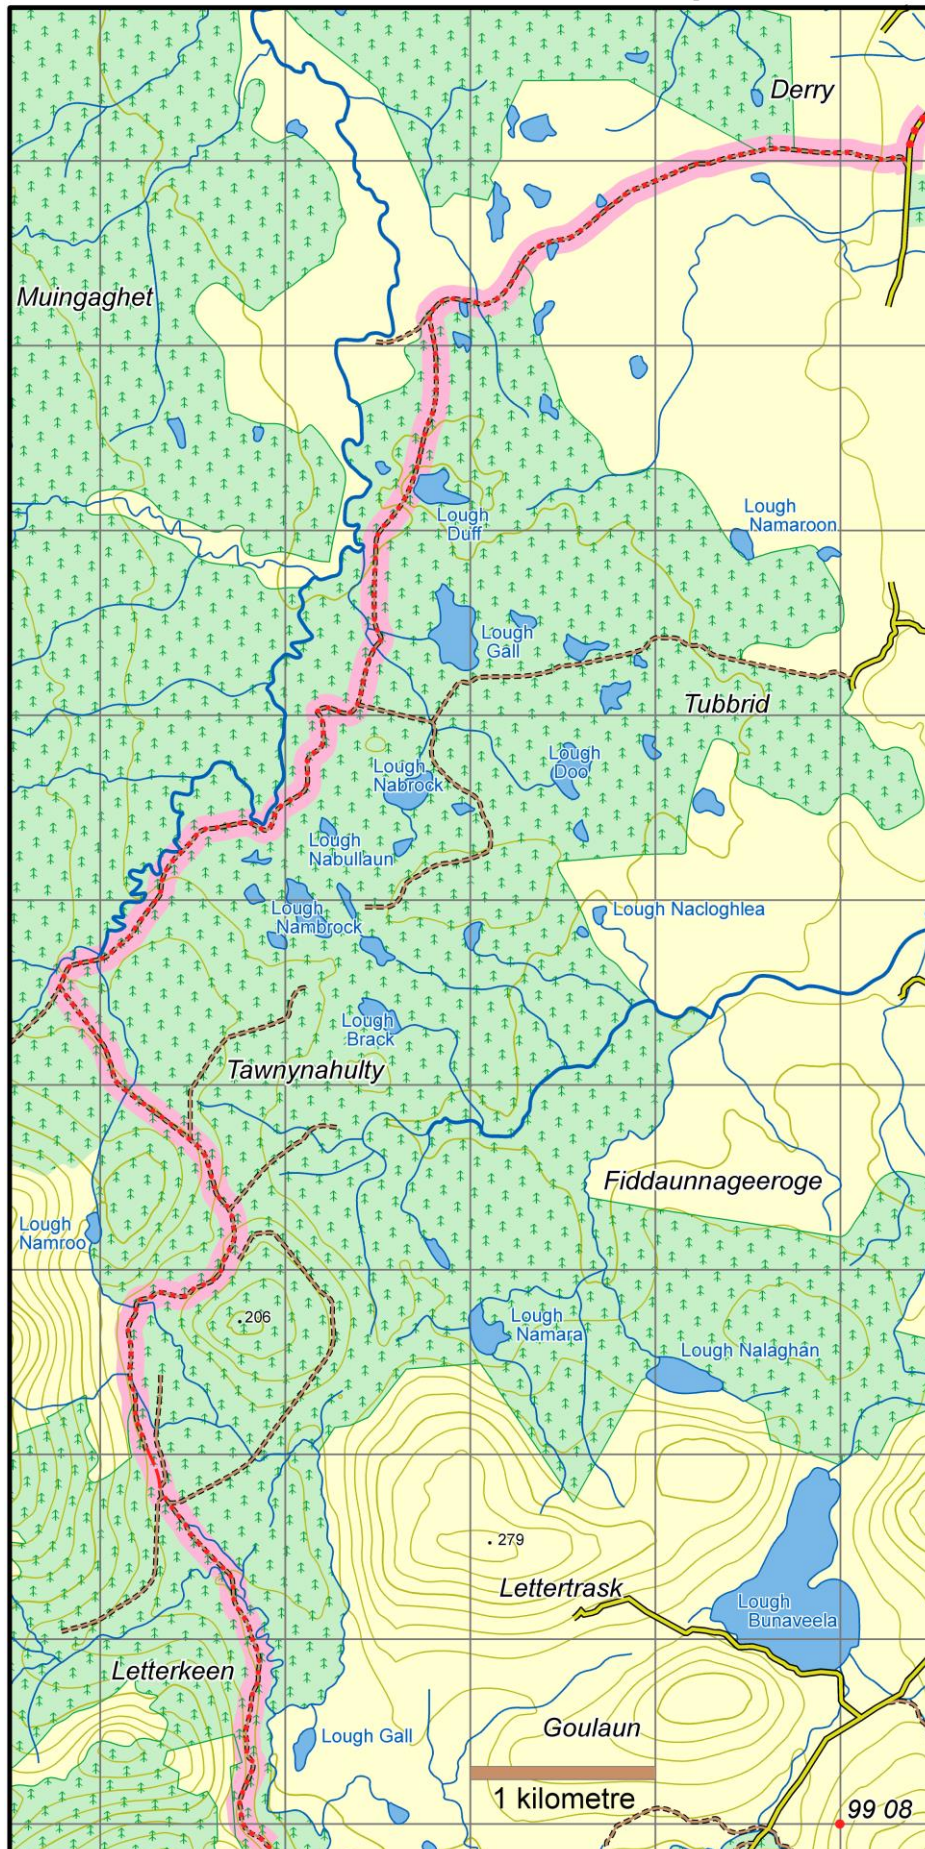 Derry
Muingaghet
Lough
Duff
Lough
Namaroon
Lough
Gall
Tubbrid
Lough
Doo
Lough
Nabrock
Lough
Nabullaun
Lough
Nambrock
Lough Nacloghlea
Lough
Brack
Tawnynahulty
Fiddaunnageeroge
Lough
Namroo
206
Lough
Namara
Lough Nalaghan
279
Lettertrask
Lough
Bunaveela
Letterkeen
Lough Gall
Goulaun
1 kilometre
99 08